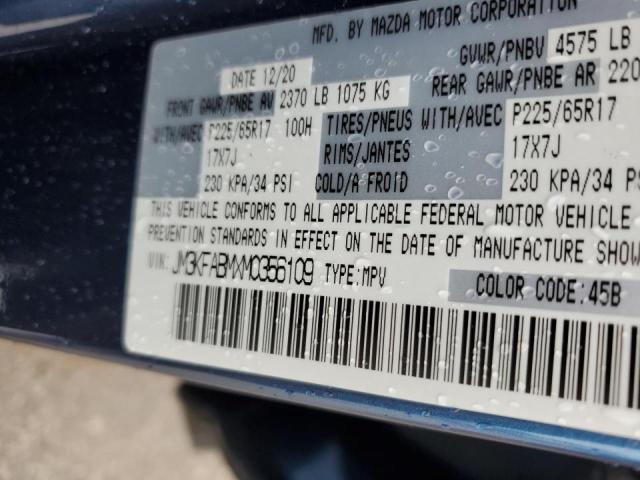 MFD. BY MAZDA MOTOR CORPORATION
DATE 12/20 GVWR/PNBV 4575 LB
FRONT GAWR/PNBE AV 2370 LB 1075 KG REAR GAWR/PNBE AR 220
WITH/AVEC P225/65R17 100H TIRES/PNEUS WITH/AVEC P225/65R17
17X7J RIMS/JANTES 17X7J
230 KPA/34 PSI COLD/A FROID 230 KPA/34 PSI
THIS VEHICLE CONFORMS TO ALL APPLICABLE FEDERAL MOTOR VEHICLE
PREVENTION STANDARDS IN EFFECT ON THE DATE OF MANUFACTURE SHOW
VIN: JM3KFABMXM0356109 TYPE:MPV COLOR CODE:45B